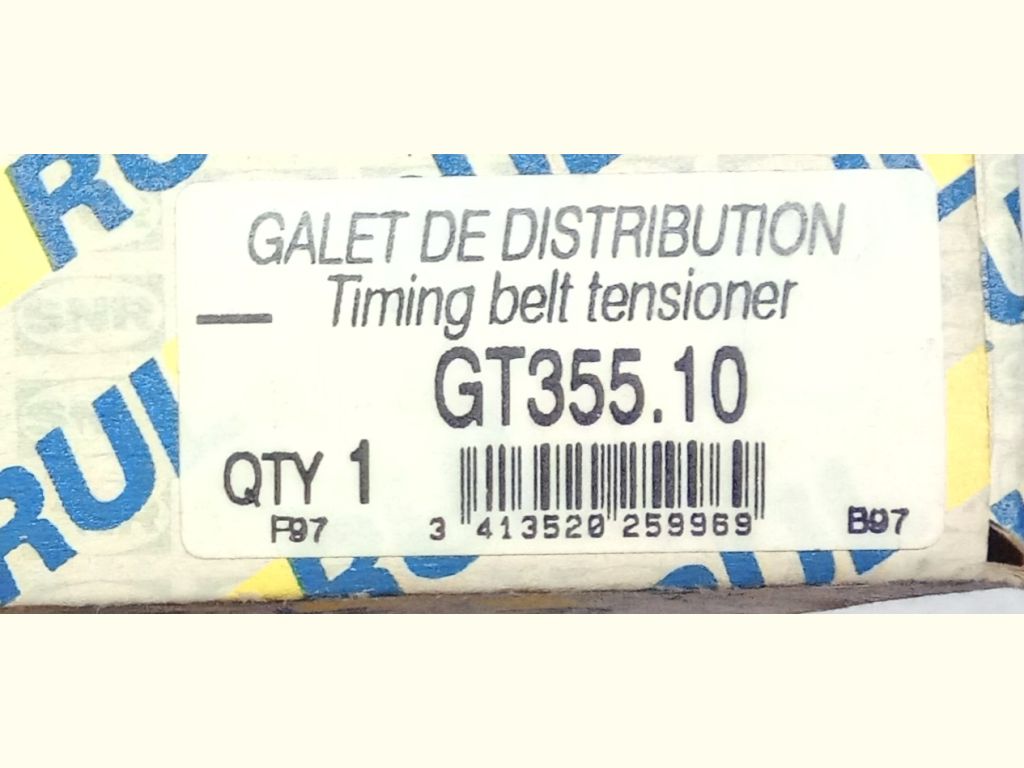 GALET DE DISTRIBUTION
Timing belt tensioner
GT355.10
QTY 1
P97
3 413520 259969
B97